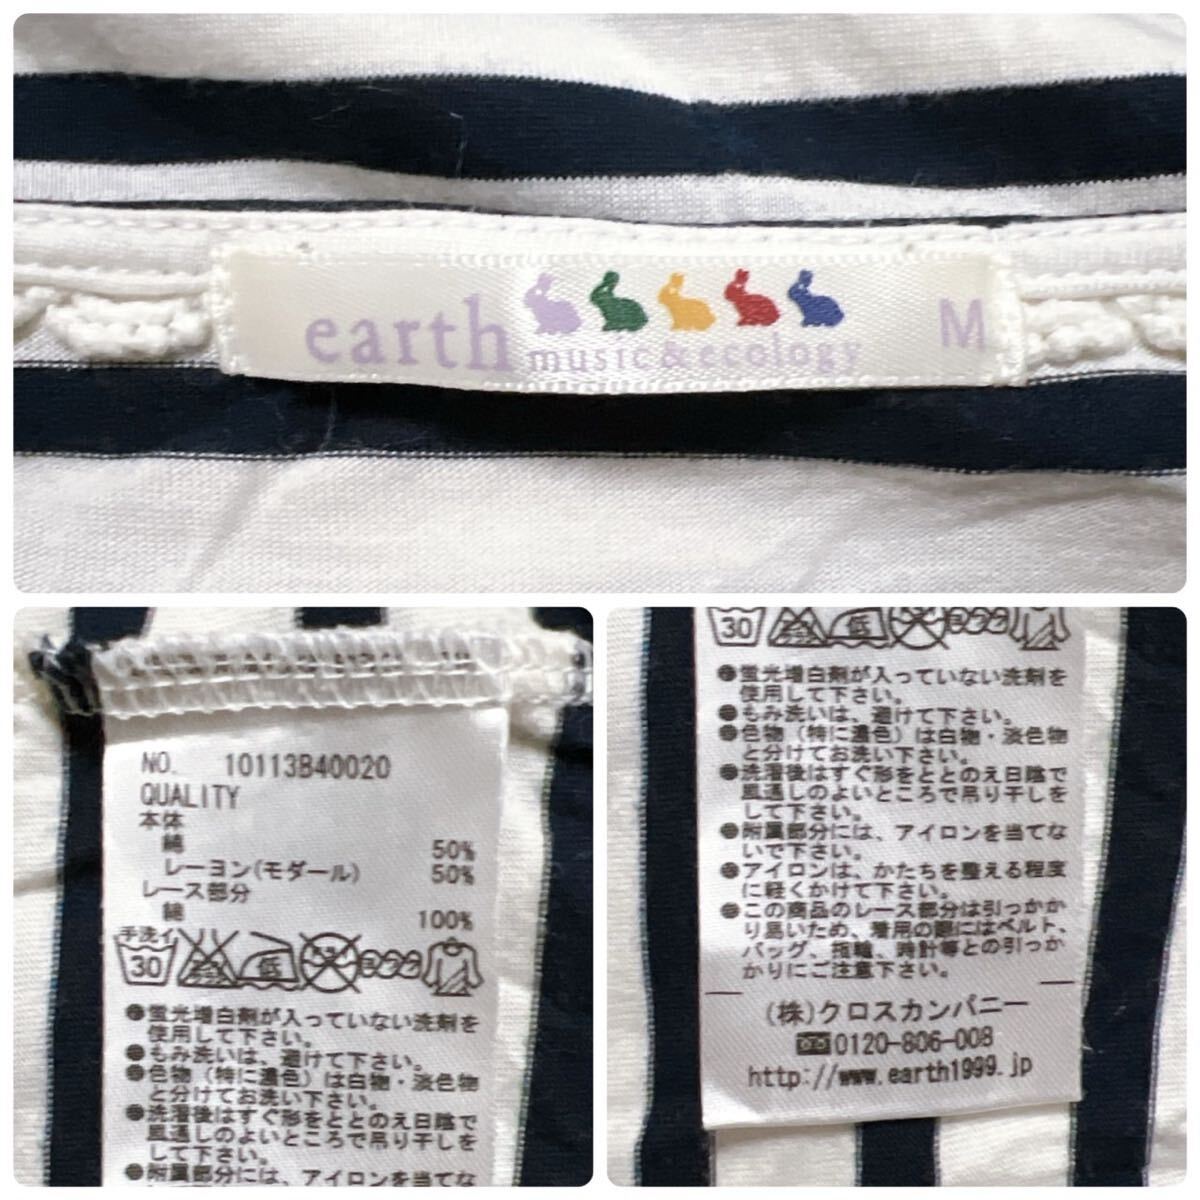 earth
music&ecology
M
NO. 10113B40020
QUALITY
本体
綿 50%
レーヨン(モダール) 50%
レース部分
綿 100%
手洗イ
30
低
●蛍光増白剤が入っていない洗剤を
使用して下さい。
●もみ洗いは、避けて下さい。
●色物（特に濃色）は白物・淡色物
と分けてお洗い下さい。
●洗濯後はすぐ形をととのえ日陰で
風通しのよいところで吊り干しを
して下さい。
●附属部分には、アイロンを当てな
30
低
●蛍光増白剤が入っていない洗剤を
使用して下さい。
●もみ洗いは、避けて下さい。
●色物（特に濃色）は白物・淡色物
と分けてお洗い下さい。
●洗濯後はすぐ形をととのえ日陰で
風通しのよいところで吊り干しを
して下さい。
●附属部分には、アイロンを当てな
いで下さい。
●アイロンは、かたちを整える程度
に軽くかけて下さい。
●この商品のレース部分は引っかか
り易いため、着用の際にはベルト、
バッグ、指輪、時計等との引っか
かりにご注意下さい。
(株)クロスカンパニー
0120-806-008
http://www.earth1999.jp